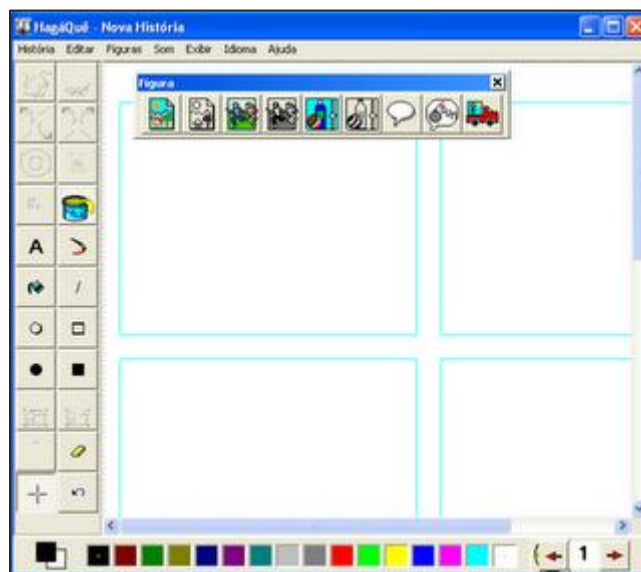 HagáQuê - Nova História
História Editar Figuras Som Exibir Idioma Ajuda
Figura
A
1